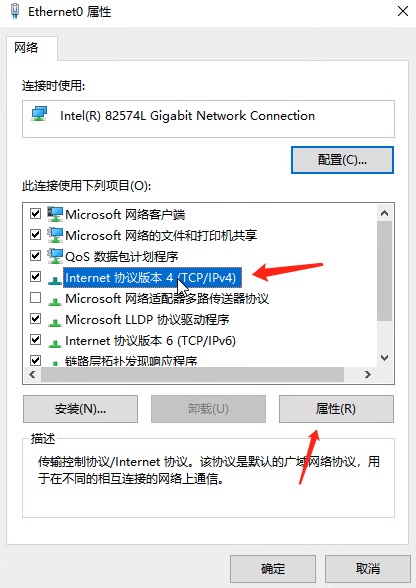 Ethernet0 属性
网络
连接时使用:
Intel(R) 82574L Gigabit Network Connection
配置(C)...
此连接使用下列项目(O):
Microsoft 网络客户端
Microsoft 网络的文件和打印机共享
QoS 数据包计划程序
Internet 协议版本 4 (TCP/IPv4)
Microsoft 网络适配器多路传送器协议
Microsoft LLDP 协议驱动程序
Internet 协议版本 6 (TCP/IPv6)
链路层拓扑发现响应程序
安装(N)...
卸载(U)
属性(R)
描述
传输控制协议/Internet 协议。该协议是默认的广域网络协议，用
于在不同的相互连接的网络上通信。
确定
取消